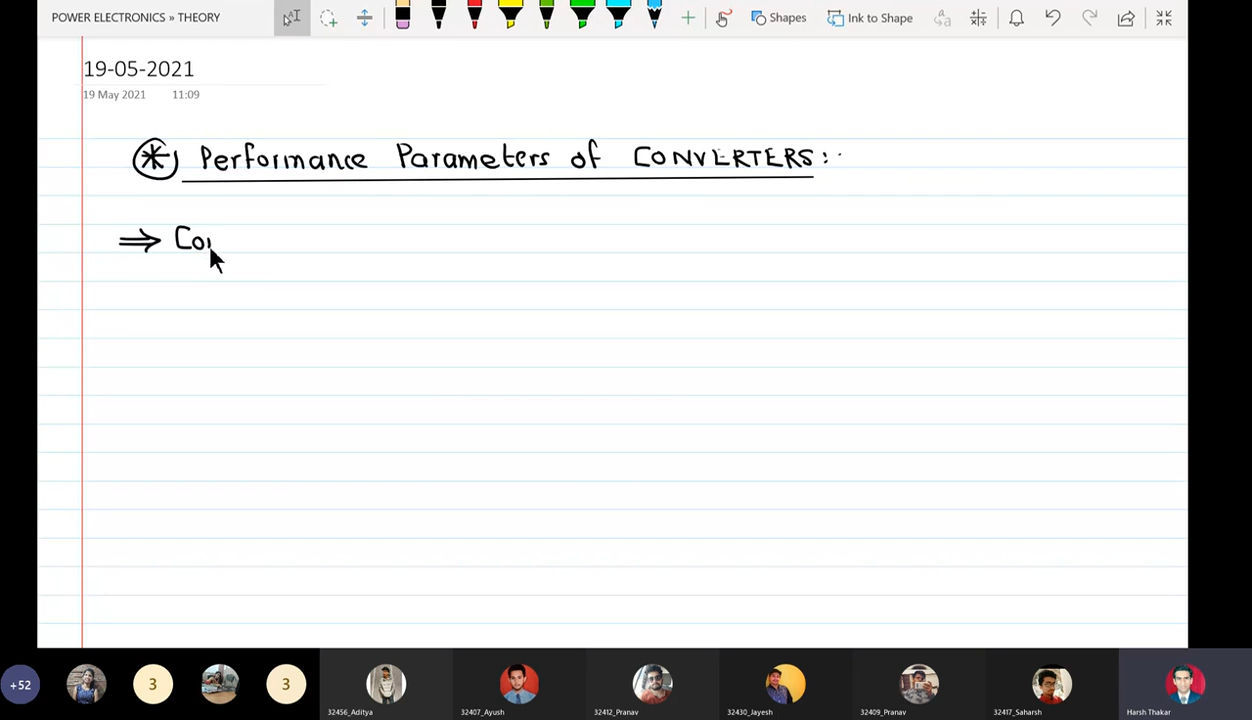 POWER ELECTRONICS » THEORY
Shapes
Ink to Shape
19-05-2021
19 May 2021 11:09
* Performance Parameters of CONVERTERS:-
⇒ Con
+52
3
3
32456_Aditya
32407_Ayush
32412_Pranav
32430_Jayesh
32409_Pranav
32417_Saharsh
Harsh Thakar